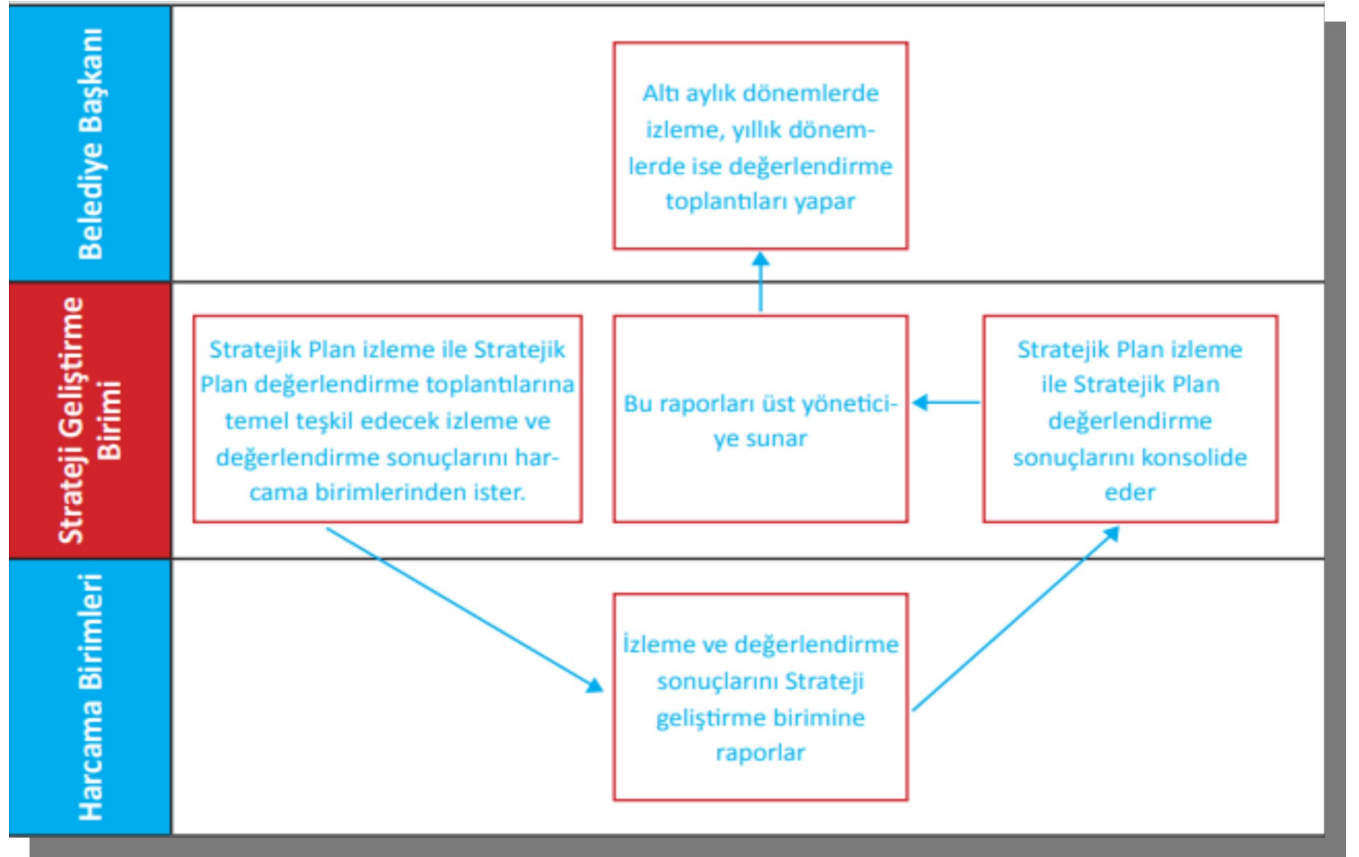 Belediye Başkanı
Altı aylık dönemlerde
izleme, yıllık dönem-
lerde ise değerlendirme
toplantıları yapar
Strateji Geliştirme
Birimi
Stratejik Plan izleme ile Stratejik
Plan değerlendirme toplantılarına
temel teşkil edecek izleme ve
değerlendirme sonuçlarını har-
cama birimlerinden ister.
Bu raporları üst yönetici-
ye sunar
Stratejik Plan izleme
ile Stratejik Plan
değerlendirme
sonuçlarını konsolide
eder
Harcama Birimleri
İzleme ve değerlendirme
sonuçlarını Strateji
geliştirme birimine
raporlar